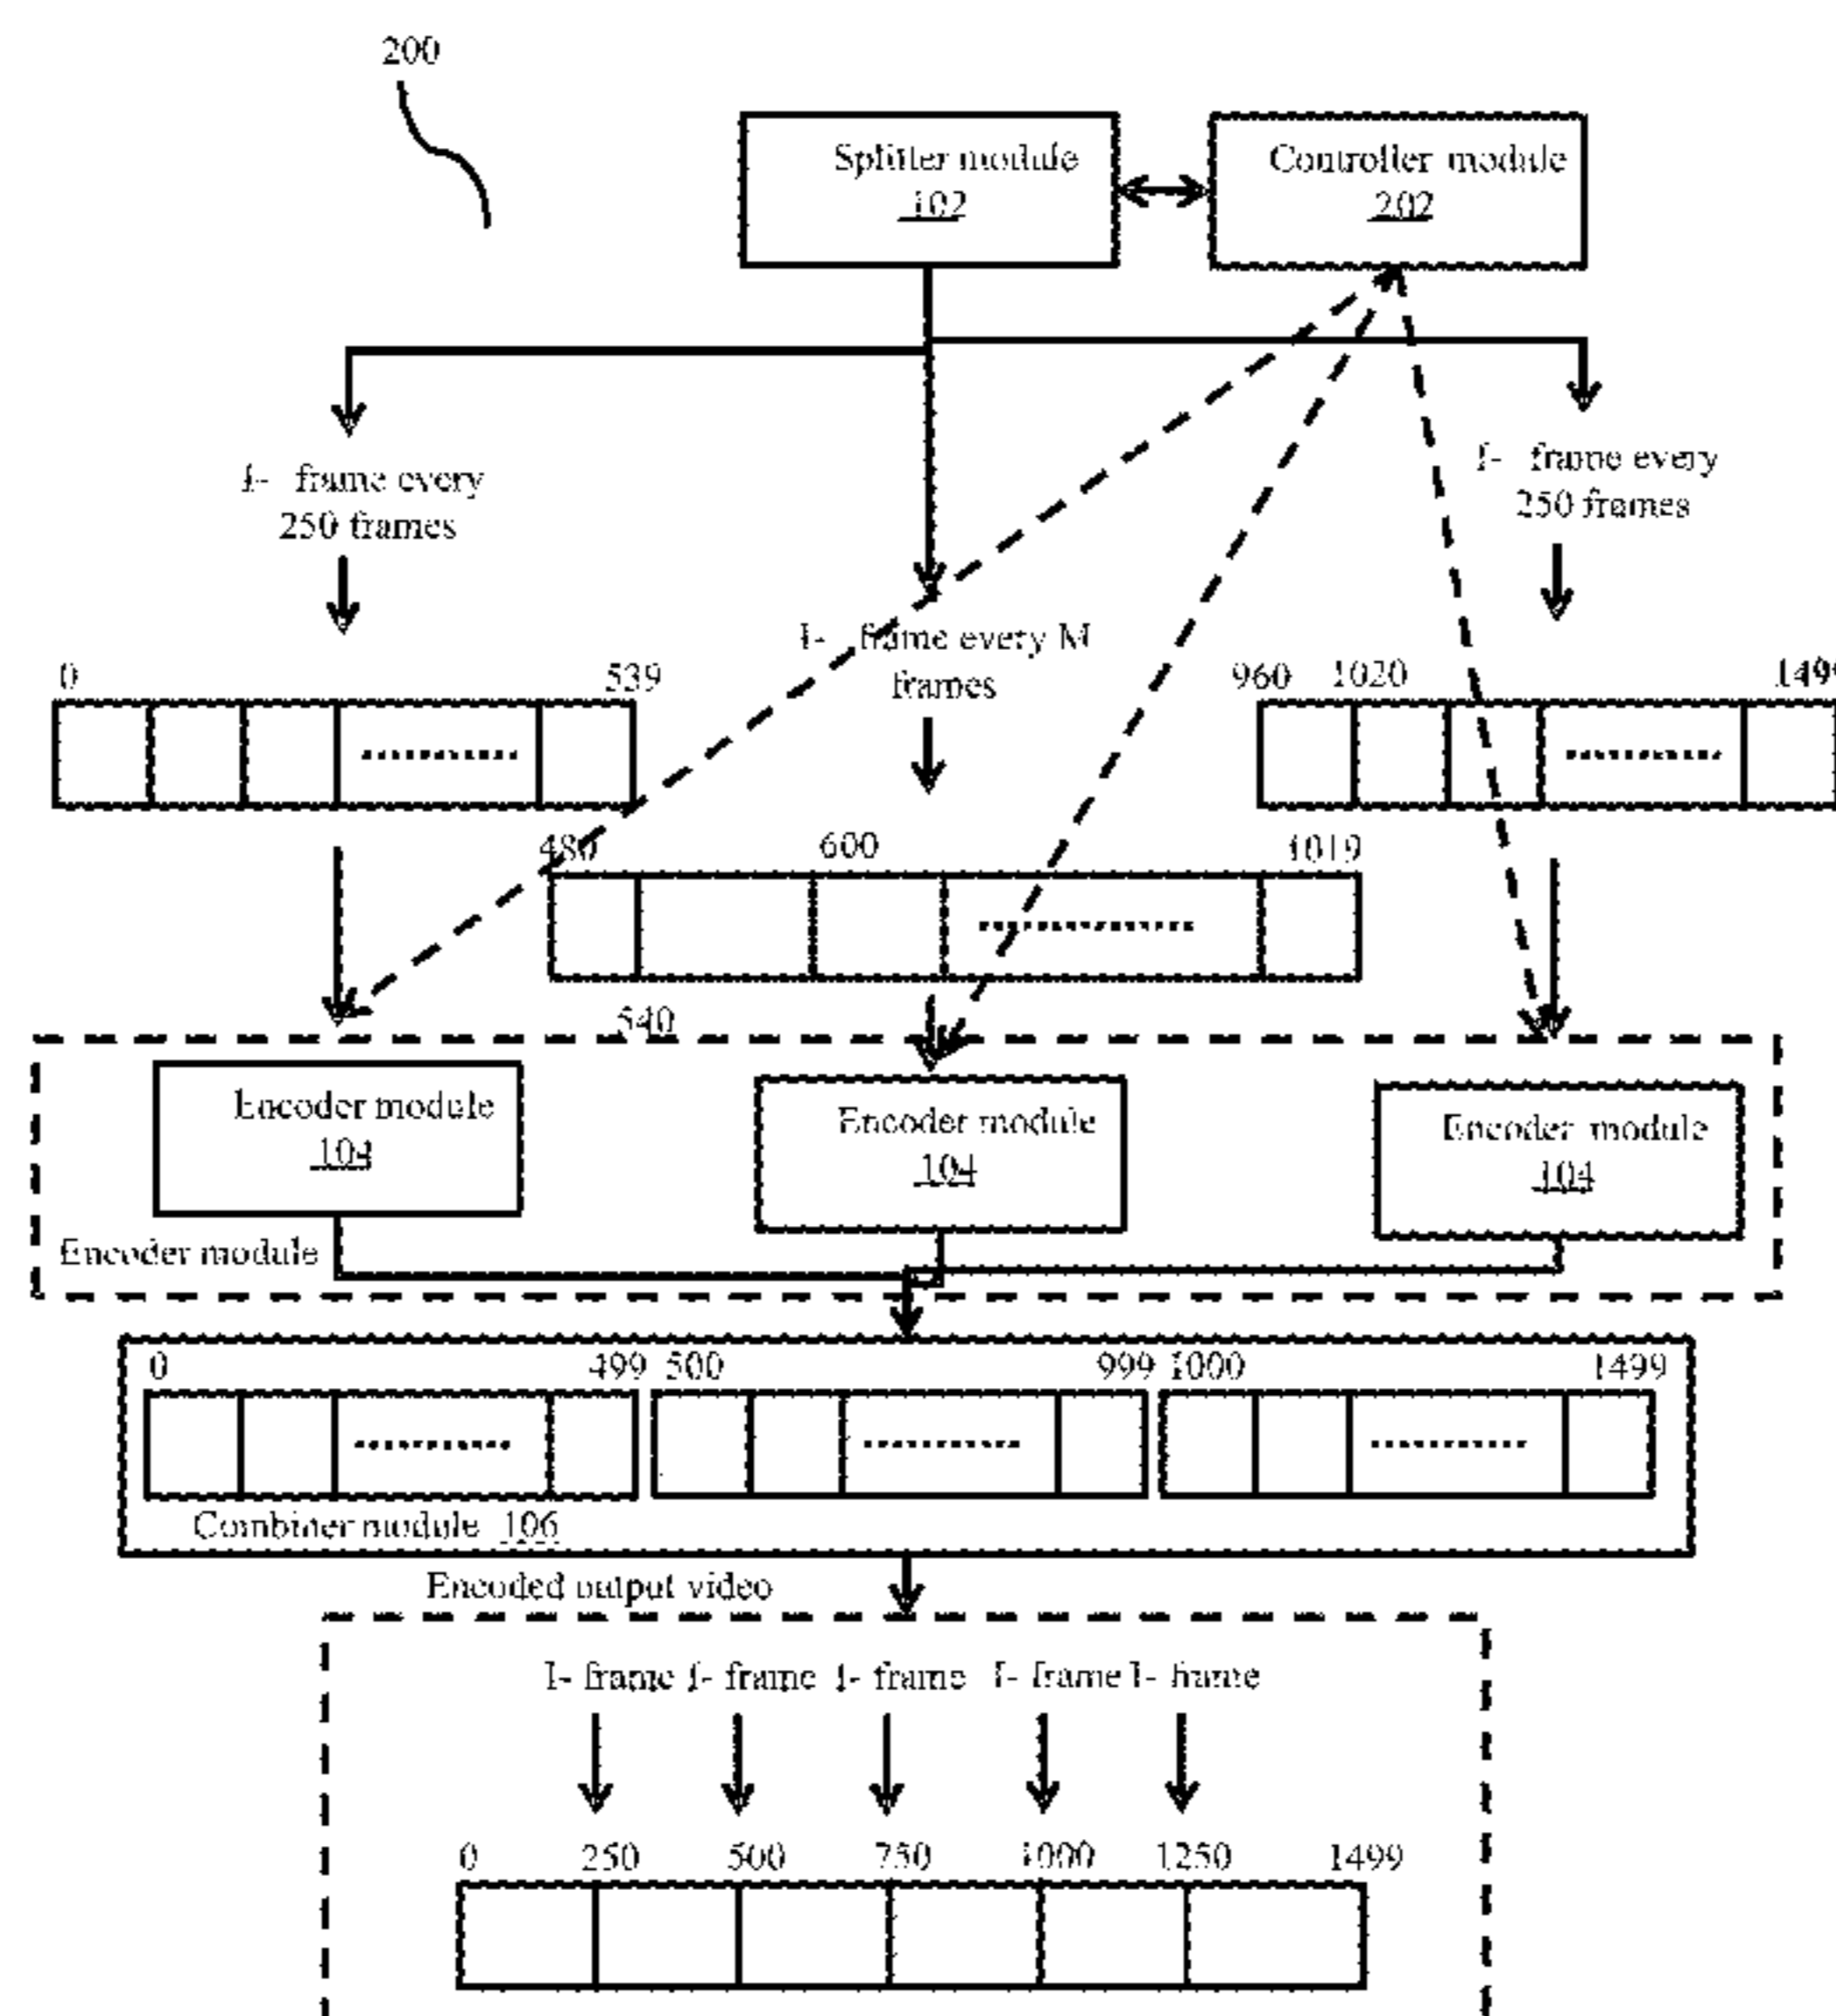 200
Splitter module
102
Controller module
202
I- frame every
250 frames
I- frame every
250 frames
I- frame every M
frames
0
539
960
1020
1499
480
600
1019
540
Encoder module
104
Encoder module
104
Encoder module
104
Encoder module
0
499
500
999
1000
1499
Combiner module 106
Encoded output video
I- frame I- frame I- frame I- frame I- frame
0 250 500 750 1000 1250 1499